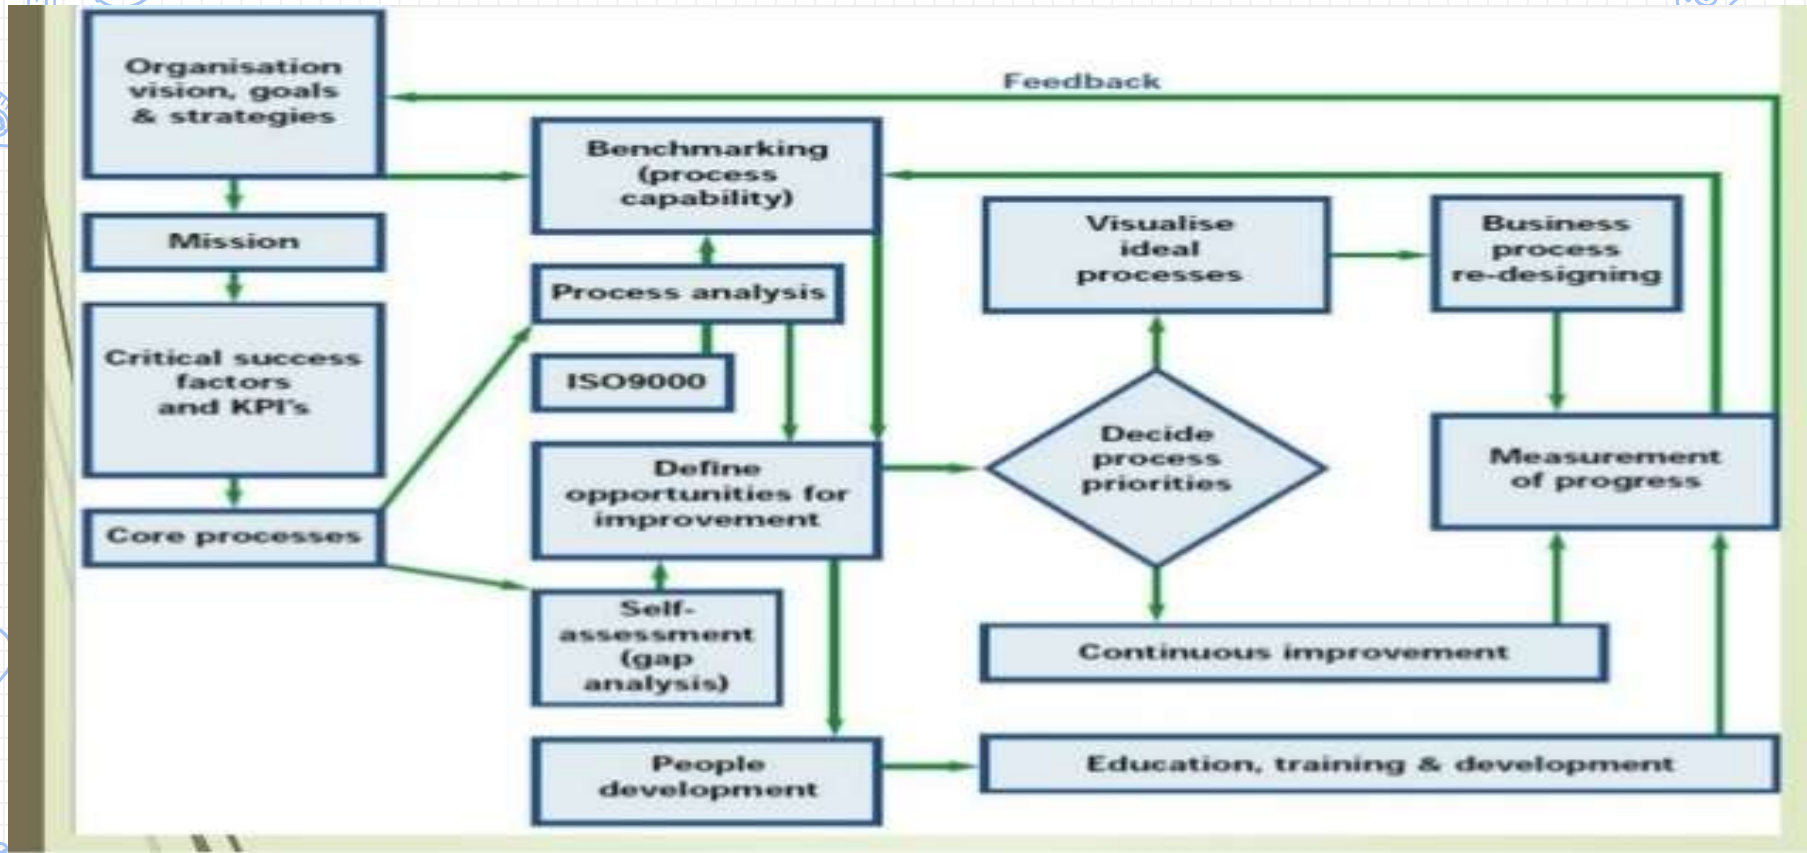 Organisation
vision, goals
& strategies
Feedback
Benchmarking
(process
capability)
Mission
Visualise
ideal
processes
Business
process
re-designing
Process analysis
Critical success
factors
and KPI's
ISO9000
Decide
process
priorities
Measurement
of progress
Define
opportunities for
improvement
Core processes
Self-
assessment
(gap
analysis)
Continuous improvement
People
development
Education, training & development